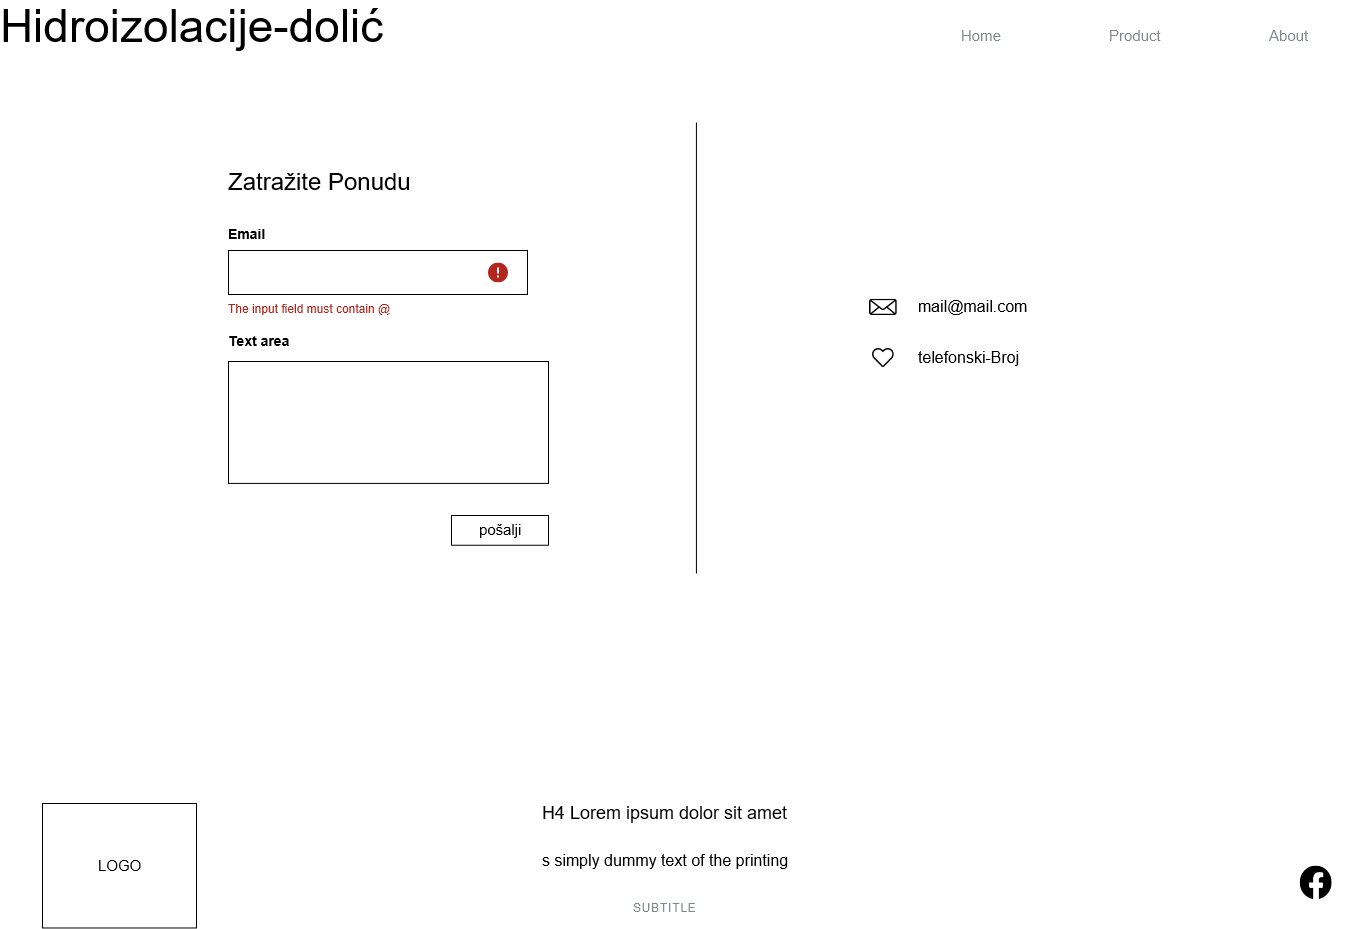 Hidroizolacije-dolić
Home
Product
About
Zatražite Ponudu
Email
The input field must contain @
Text area
pošalji
mail@mail.com
telefonski-Broj
LOGO
H4 Lorem ipsum dolor sit amet
s simply dummy text of the printing
SUBTITLE